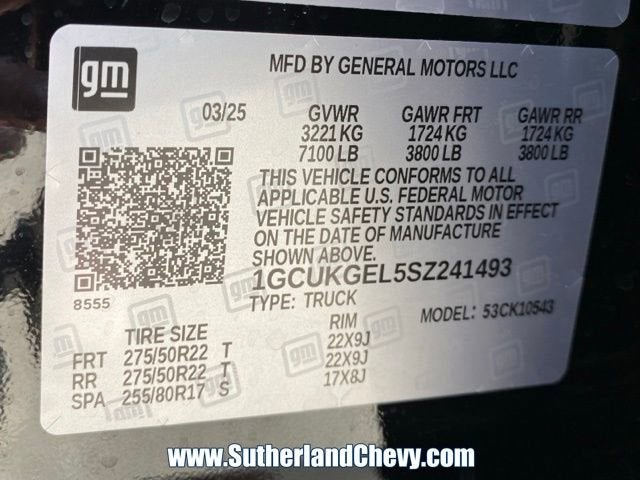 gm
MFD BY GENERAL MOTORS LLC
03/25 GVWR GAWR FRT GAWR RR
3221 KG 1724 KG 1724 KG
7100 LB 3800 LB 3800 LB
THIS VEHICLE CONFORMS TO ALL
APPLICABLE U.S. FEDERAL MOTOR
VEHICLE SAFETY STANDARDS IN EFFECT
ON THE DATE OF MANUFACTURE
1GCUKGEL5SZ241493
8555
TYPE: TRUCK MODEL: 53CK10543
TIRE SIZE RIM
FRT 275/50R22 T 22X9J
RR 275/50R22 T 22X9J
SPA 255/80R17 S 17X8J
www.SutherlandChevy.com